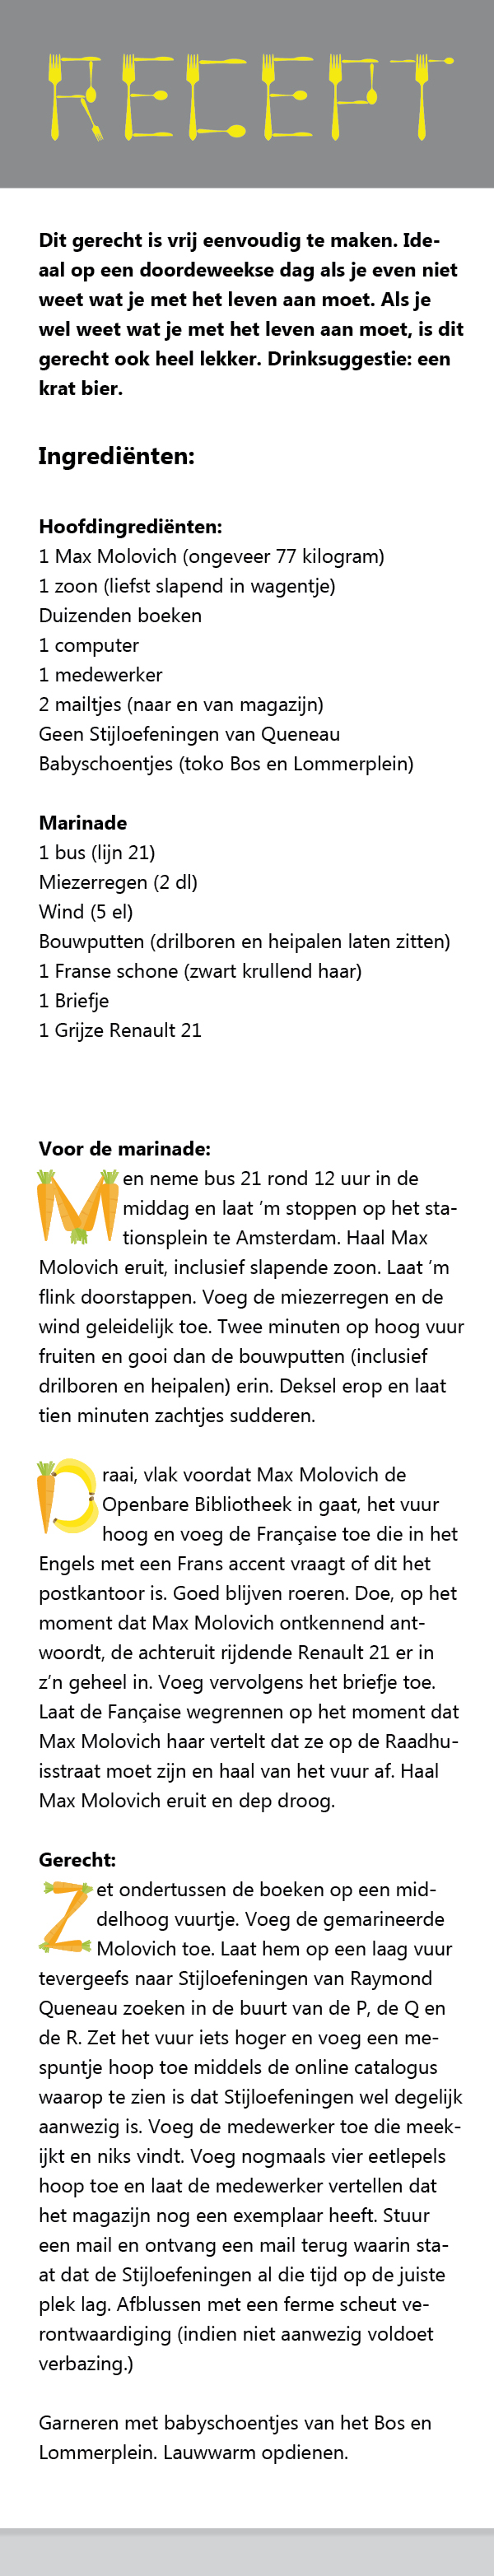 RECEPT
Dit gerecht is vrij eenvoudig te maken. Ide-
aal op een doordeweekse dag als je even niet
weet wat je met het leven aan moet. Als je
wel weet wat je met het leven aan moet, is dit
gerecht ook heel lekker. Drinksuggestie: een
krat bier.
Ingrediënten:
Hoofdingrediënten:
1 Max Molovich (ongeveer 77 kilogram)
1 zoon (liefst slapend in wagentje)
Duizenden boeken
1 computer
1 medewerker
2 mailtjes (naar en van magazijn)
Geen Stijloefeningen van Queneau
Babyschoentjes (toko Bos en Lommerplein)
Marinade
1 bus (lijn 21)
Miezerregen (2 dl)
Wind (5 el)
Bouwputten (drilboren en heipalen laten zitten)
1 Franse schone (zwart krullend haar)
1 Briefje
1 Grijze Renault 21
Voor de marinade:
Men neme bus 21 rond 12 uur in de
middag en laat ’m stoppen op het sta-
tionsplein te Amsterdam. Haal Max
Molovich eruit, inclusief slapende zoon. Laat ’m
flink doorstappen. Voeg de miezerregen en de
wind geleidelijk toe. Twee minuten op hoog vuur
fruiten en gooi dan de bouwputten (inclusief
drilboren en heipalen) erin. Deksel erop en laat
tien minuten zachtjes sudderen.
Draai, vlak voordat Max Molovich de
Openbare Bibliotheek in gaat, het vuur
hoog en voeg de Française toe die in het
Engels met een Frans accent vraagt of dit het
postkantoor is. Goed blijven roeren. Doe, op het
moment dat Max Molovich ontkennend ant-
woordt, de achteruit rijdende Renault 21 er in
z’n geheel in. Voeg vervolgens het briefje toe.
Laat de Fançaise wegrennen op het moment dat
Max Molovich haar vertelt dat ze op de Raadhu-
isstraat moet zijn en haal van het vuur af. Haal
Max Molovich eruit en dep droog.
Gerecht:
Zet ondertussen de boeken op een mid-
delhoog vuurtje. Voeg de gemarineerde
Molovich toe. Laat hem op een laag vuur
tevergeefs naar Stijloefeningen van Raymond
Queneau zoeken in de buurt van de P, de Q en
de R. Zet het vuur iets hoger en voeg een me-
spuntje hoop toe middels de online catalogus
waarop te zien is dat Stijloefeningen wel degelijk
aanwezig is. Voeg de medewerker toe die meek-
ijkt en niks vindt. Voeg nogmaals vier eetlepels
hoop toe en laat de medewerker vertellen dat
het magazijn nog een exemplaar heeft. Stuur
een mail en ontvang een mail terug waarin sta-
at dat de Stijloefeningen al die tijd op de juiste
plek lag. Afblussen met een ferme scheut ve-
rontwaardiging (indien niet aanwezig voldoet
verbazing.)
Garneren met babyschoentjes van het Bos en
Lommerplein. Lauwwarm opdienen.